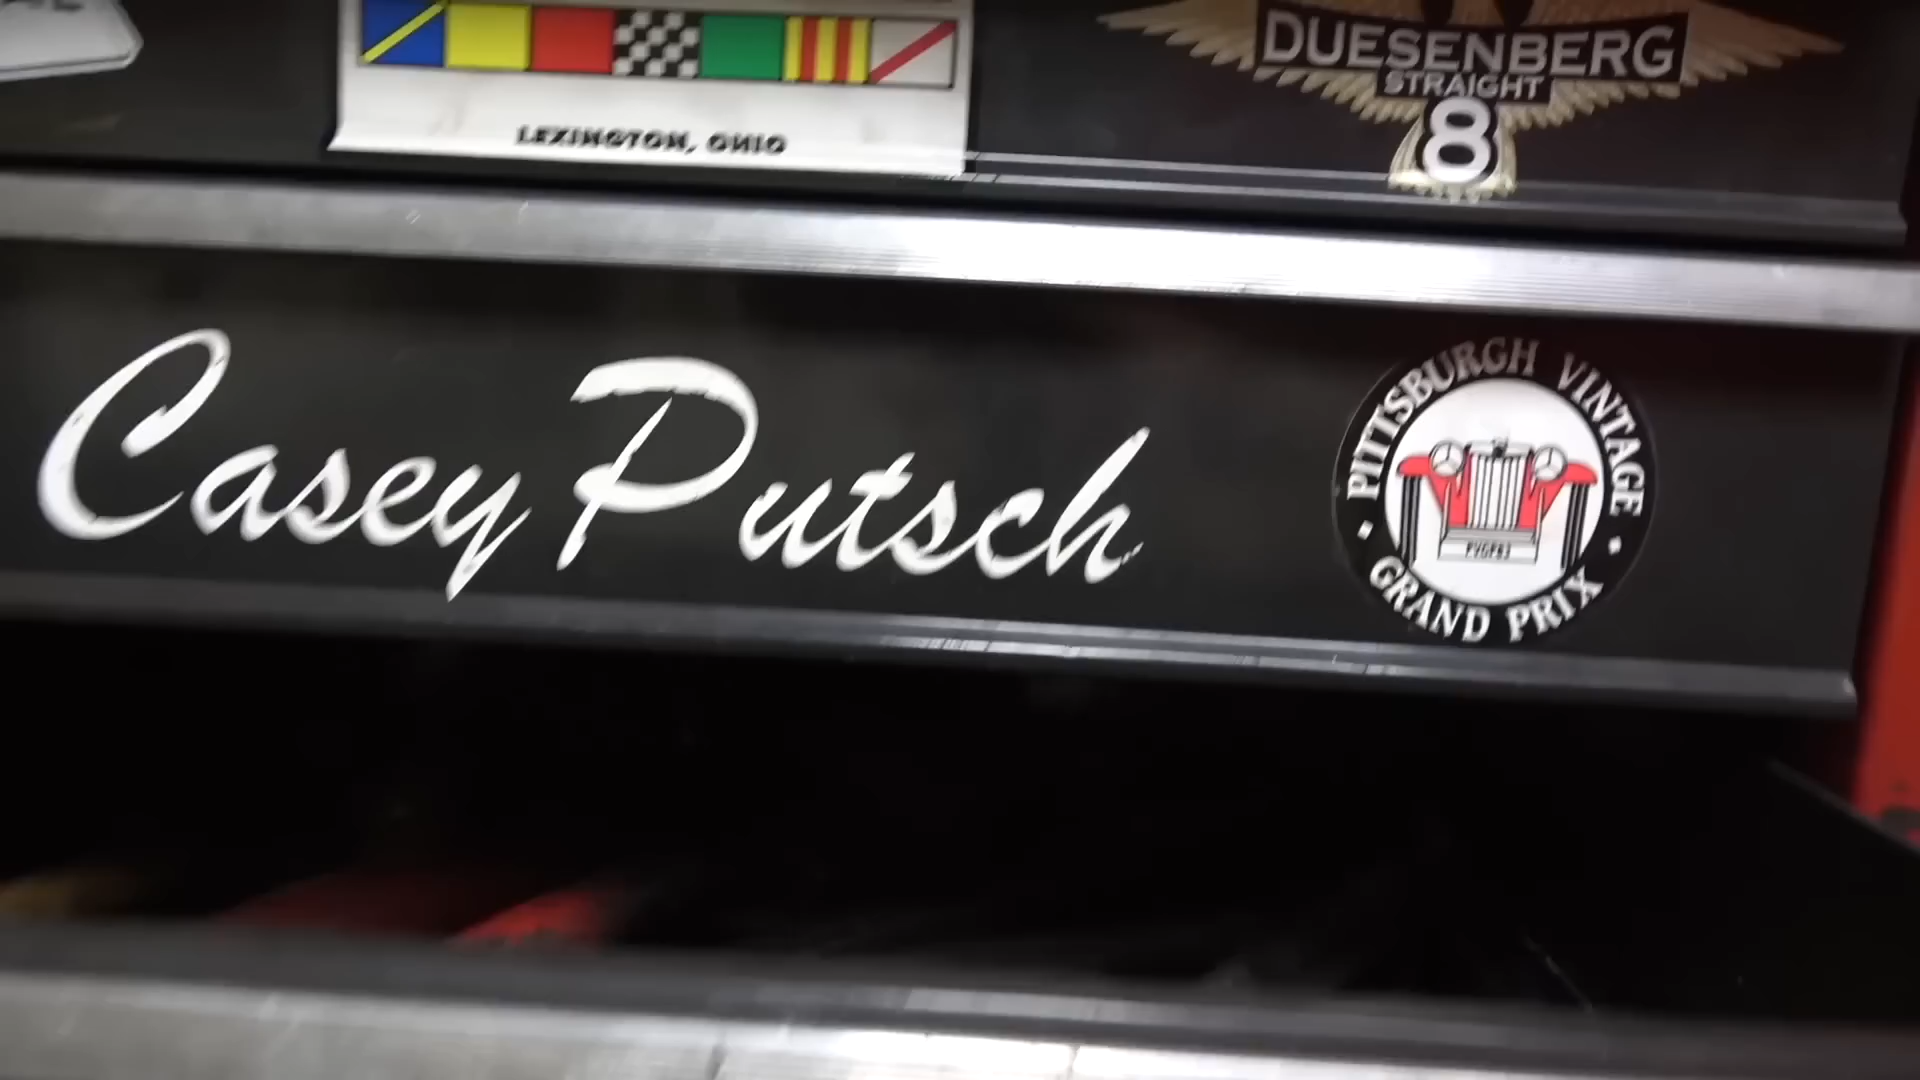 LEXINGTON, OHIO
DUESENBERG
STRAIGHT
8
Casey Putsch
PITTSBURGH VINTAGE
GRAND PRIX